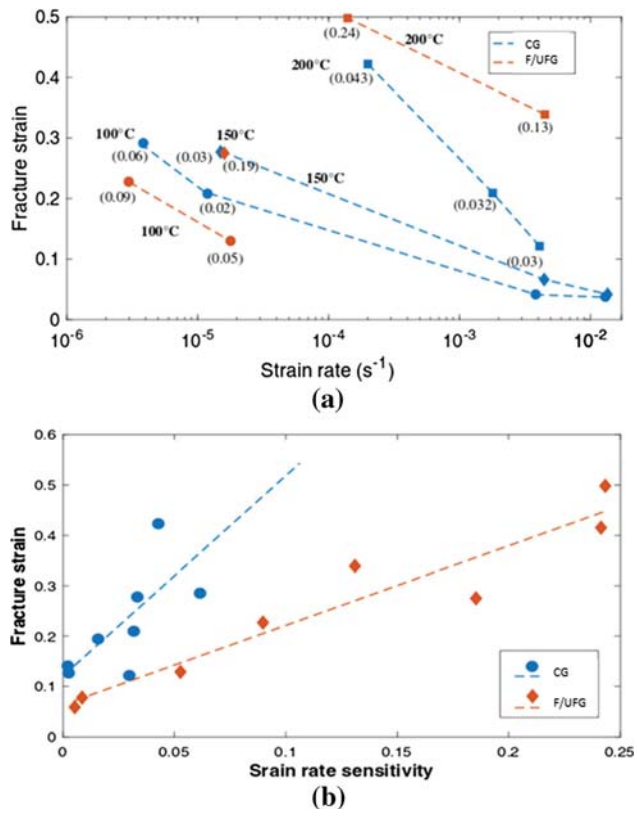 0.5
0.4
0.3
0.2
0.1
0
Fracture strain
(0.24)
200°C
CG
F/UFG
200°C
(0.043)
(0.13)
100°C
150°C
(0.06)
(0.03)
(0.19)
150°C
(0.09)
(0.02)
(0.032)
100°C
(0.05)
(0.03)
10-6
10-5
10-4
10-3
10-2
Strain rate (s-1)
(a)
0.6
0.5
0.4
0.3
0.2
0.1
0
Fracture strain
CG
F/UFG
0
0.05
0.1
0.15
0.2
0.25
Srain rate sensitivity
(b)